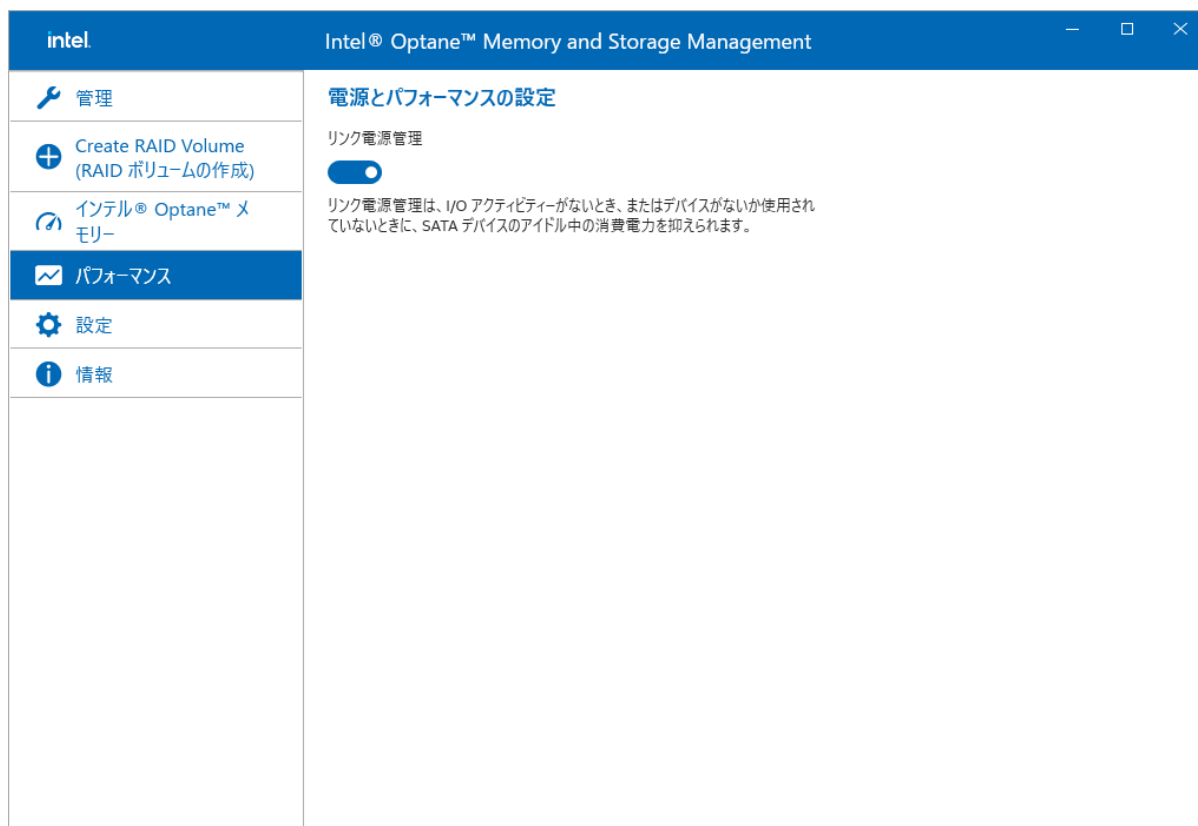 intel.
Intel® Optane™ Memory and Storage Management
管理
Create RAID Volume
(RAID ボリュームの作成)
インテル® Optane™ メ
モリー
パフォーマンス
設定
情報
電源とパフォーマンスの設定
リンク電源管理
リンク電源管理は、I/O アクティビティーがないとき、またはデバイスがないか使用され
ていないときに、SATA デバイスのアイドル中の消費電力を抑えられます。